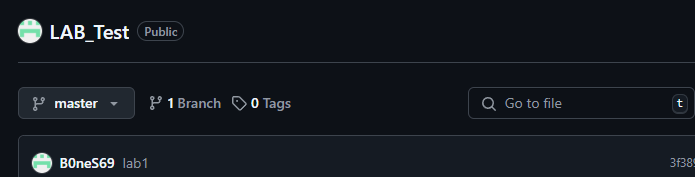 LAB_Test Public
master 1 Branch 0 Tags Go to file t
B0neS69 lab1